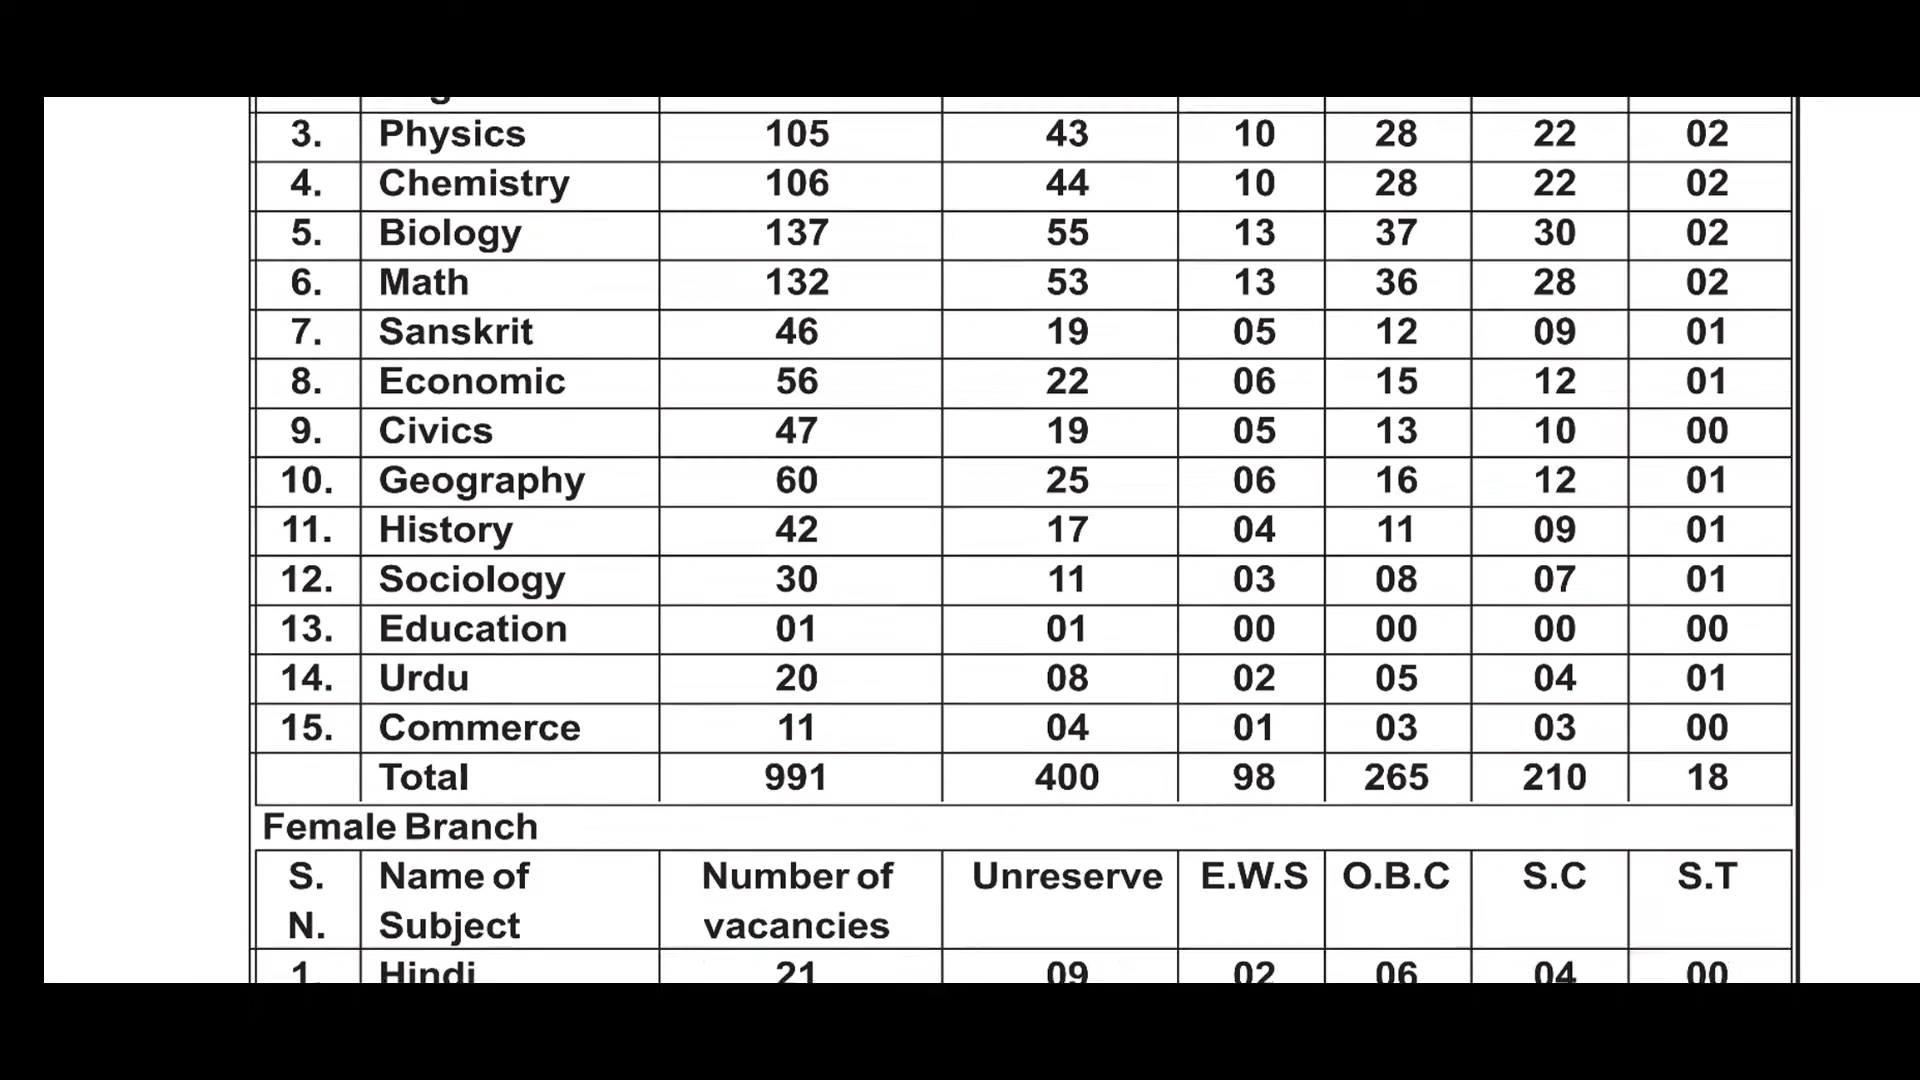 3. Physics 105 43 10 28 22 02
4. Chemistry 106 44 10 28 22 02
5. Biology 137 55 13 37 30 02
6. Math 132 53 13 36 28 02
7. Sanskrit 46 19 05 12 09 01
8. Economic 56 22 06 15 12 01
9. Civics 47 19 05 13 10 00
10. Geography 60 25 06 16 12 01
11. History 42 17 04 11 09 01
12. Sociology 30 11 03 08 07 01
13. Education 01 01 00 00 00 00
14. Urdu 20 08 02 05 04 01
15. Commerce 11 04 01 03 03 00
Total 991 400 98 265 210 18
Female Branch
S. Name of Number of Unreserve E.W.S O.B.C S.C S.T
N. Subject vacancies
1. Hindi 21 09 02 06 04 00